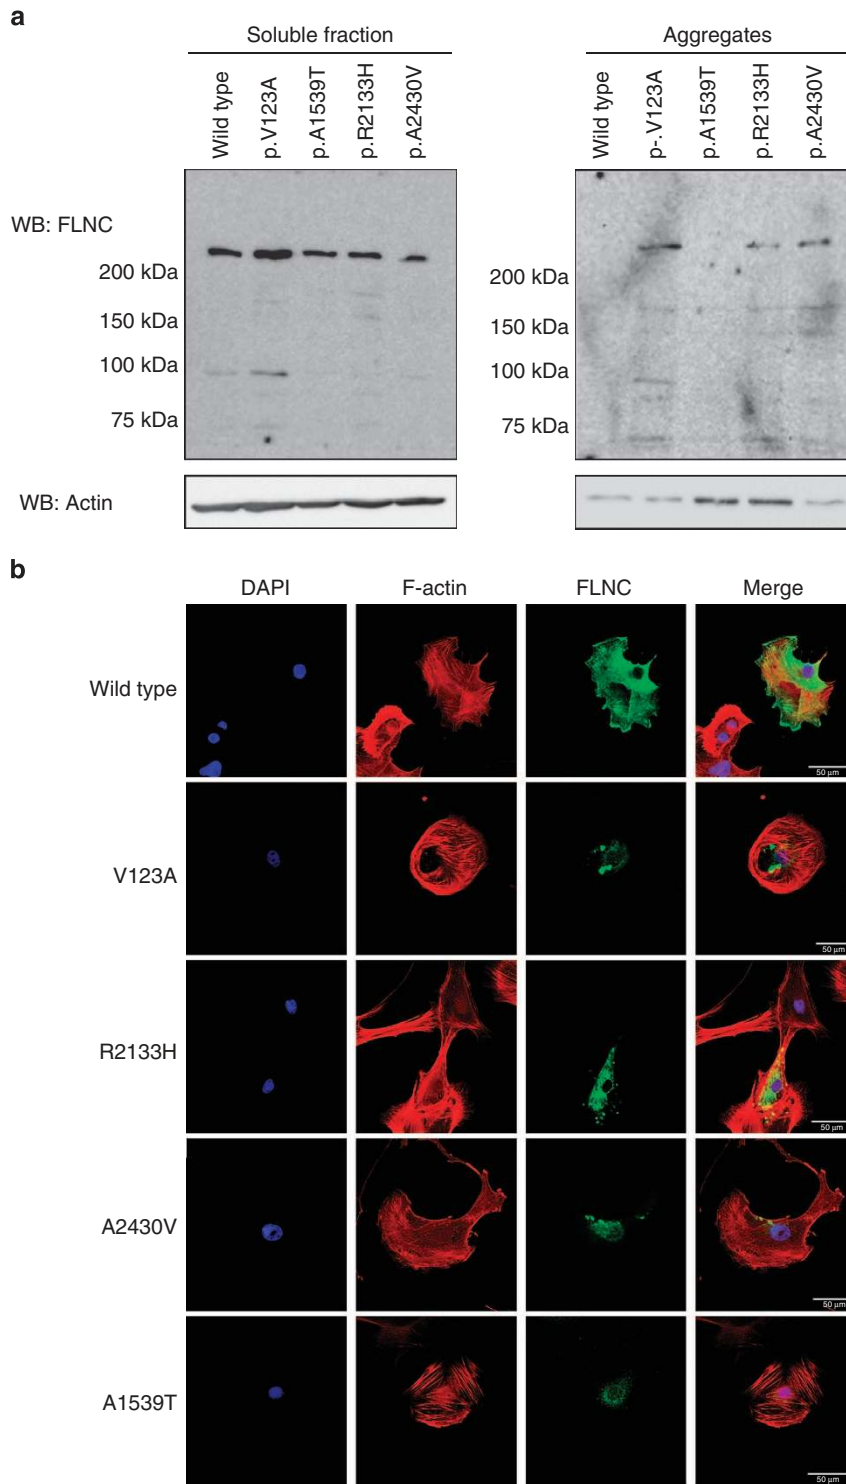 a
Soluble fraction
Aggregates
Wild type
p.V123A
p.A1539T
p.R2133H
p.A2430V
Wild type
p-.V123A
p.A1539T
p.R2133H
p.A2430V
WB: FLNC
200 kDa
150 kDa
100 kDa
75 kDa
200 kDa
150 kDa
100 kDa
75 kDa
WB: Actin
b
DAPI F-actin FLNC Merge
Wild type
50 µm
V123A
50 µm
R2133H
50 µm
A2430V
50 µm
A1539T
50 µm